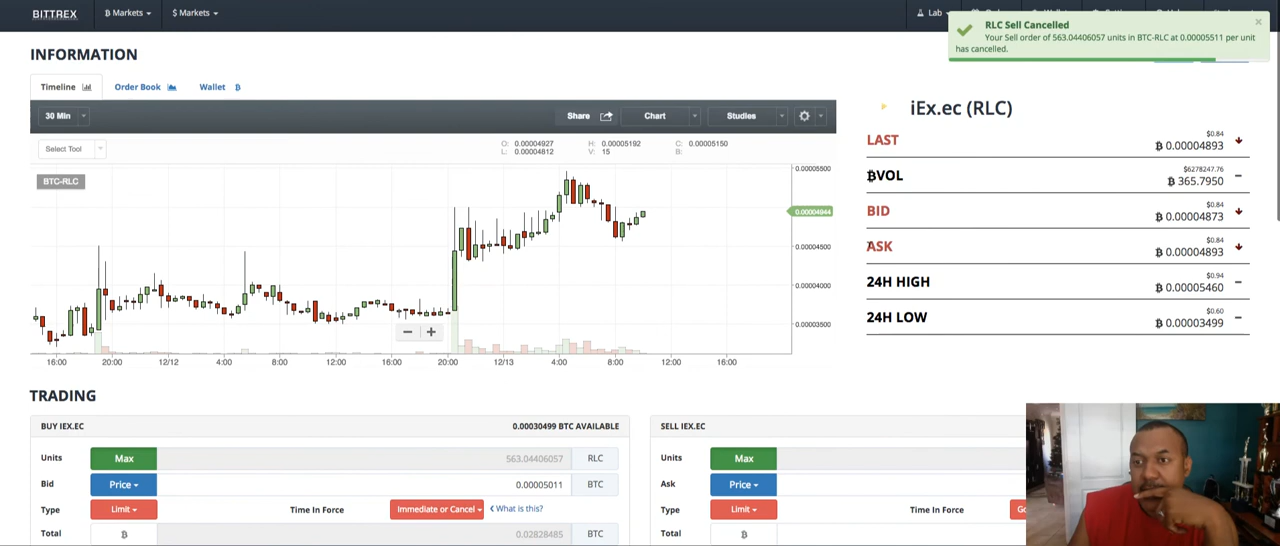 BITTREX
₿ Markets
$ Markets
Lab
RLC Sell Cancelled
Your Sell order of 563.04406057 units in BTC-RLC at 0.00005511 per unit
has cancelled.
INFORMATION
Timeline
Order Book
Wallet ₿
30 Min
Share
Chart
Studies
Select Tool
O: 0.00004927 H: 0.00005192 C: 0.00005150
L: 0.00004812 V: 15 B:
BTC-RLC
0.00005500
0.00004944
0.00004500
0.00004000
0.00003500
16:00 20:00 12/12 4:00 8:00 12:00 16:00 20:00 12/13 4:00 8:00 12:00 16:00
iEx.ec (RLC)
LAST
$0.84
₿ 0.00004893
₿VOL
$6278247.76
₿ 365.7950
BID
$0.84
₿ 0.00004873
ASK
$0.84
₿ 0.00004893
24H HIGH
$0.94
₿ 0.00005460
24H LOW
$0.60
₿ 0.00003499
TRADING
BUY IEX.EC 0.00030499 BTC AVAILABLE
Units Max 563.04406057 RLC
Bid Price 0.00005011 BTC
Type Limit Time In Force Immediate or Cancel What is this?
Total ₿ 0.02828485 BTC
SELL IEX.EC
Units Max
Ask Price
Type Limit Time In Force
Total ₿